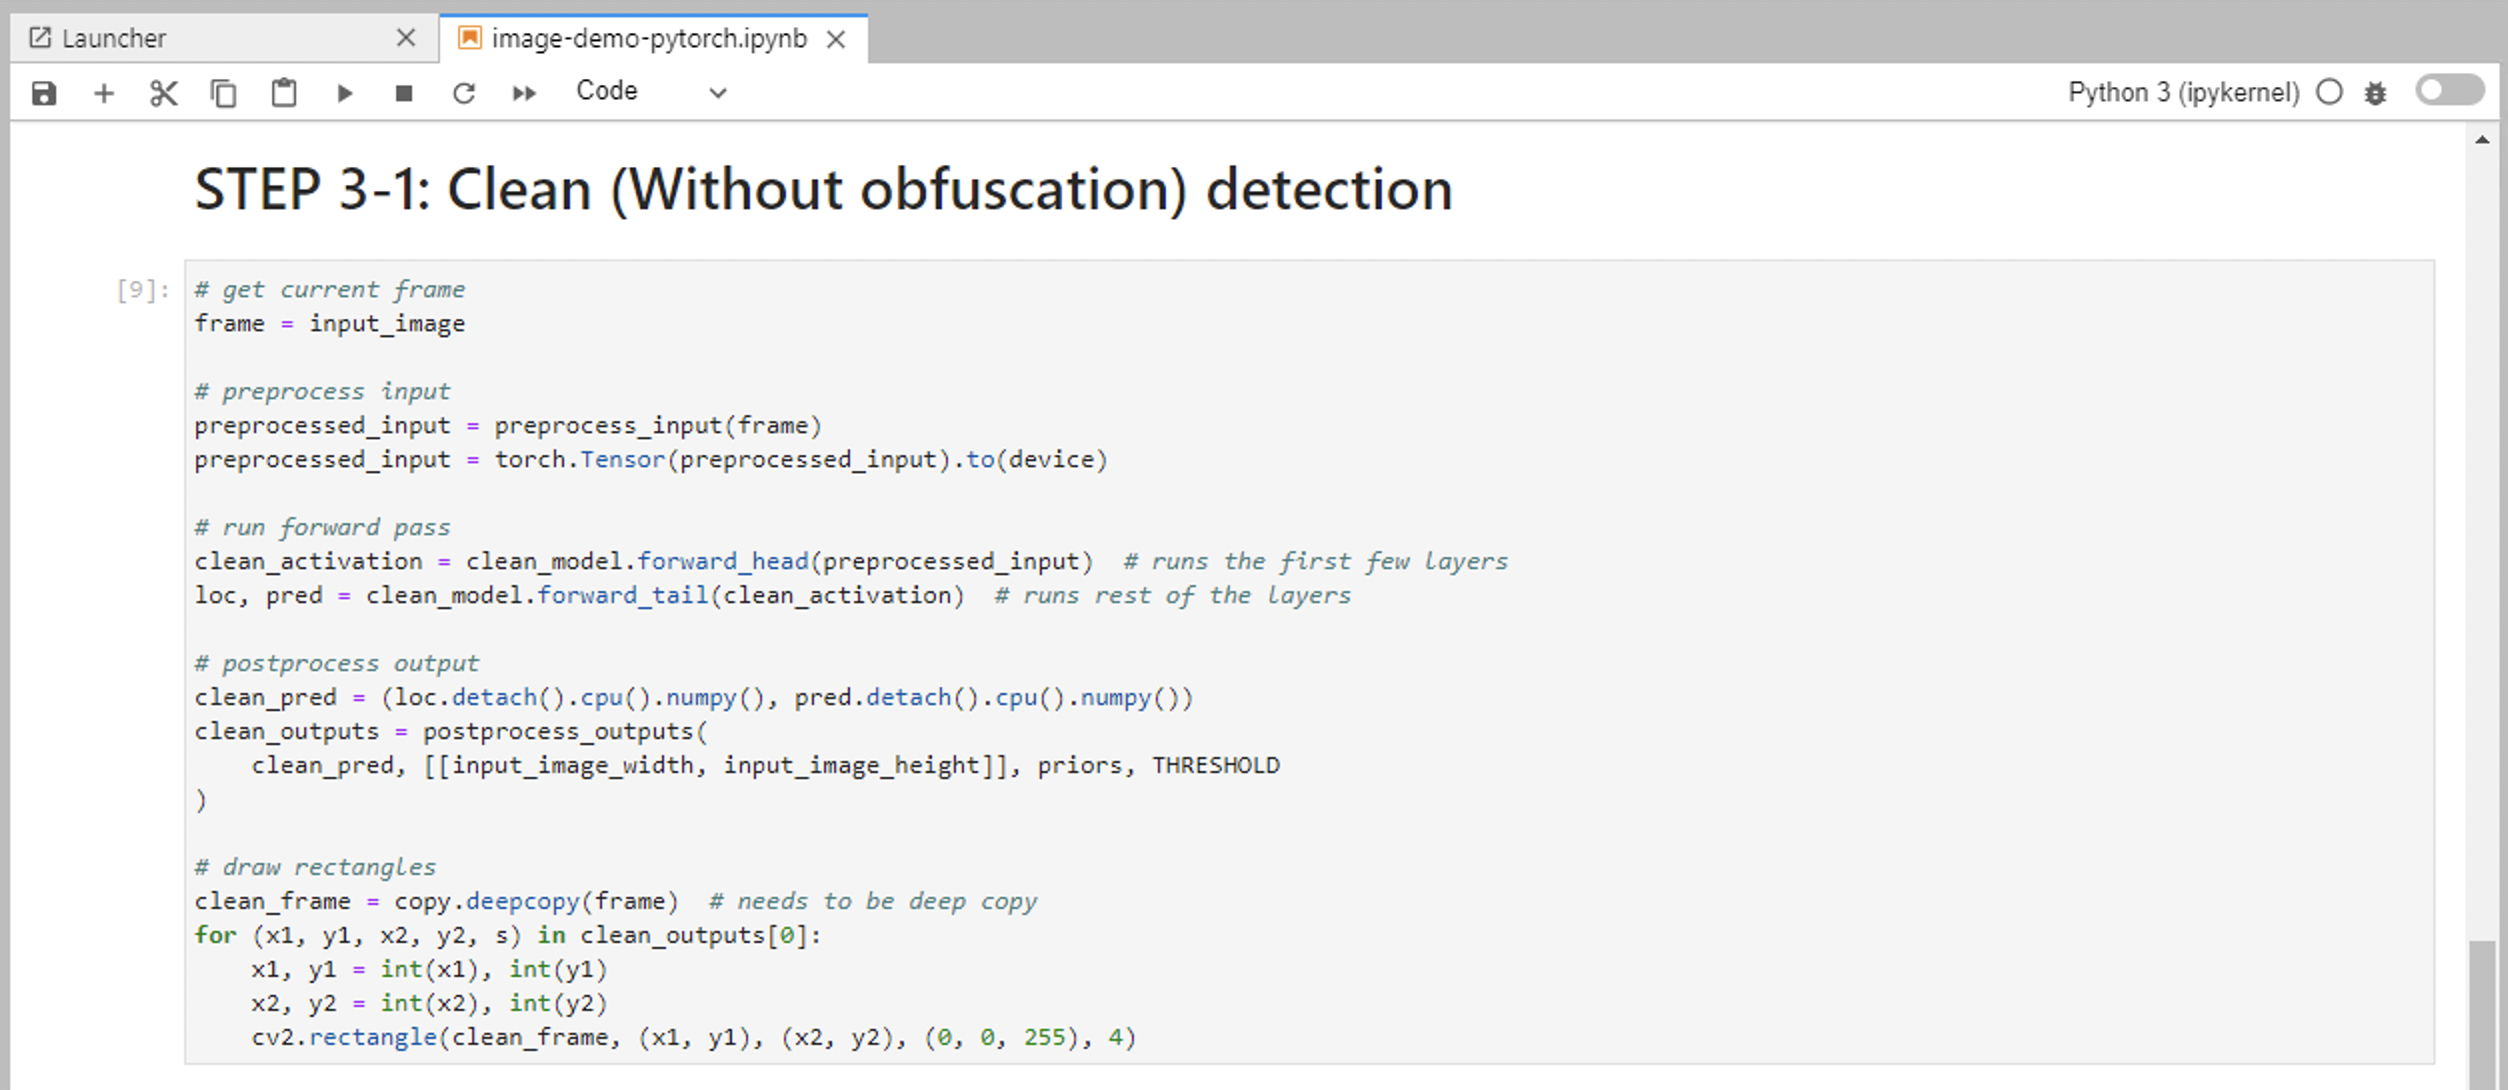 Launcher
image-demo-pytorch.ipynb
Code
Python 3 (ipykernel)
STEP 3-1: Clean (Without obfuscation) detection
[9]:
# get current frame
frame = input_image

# preprocess input
preprocessed_input = preprocess_input(frame)
preprocessed_input = torch.Tensor(preprocessed_input).to(device)

# run forward pass
clean_activation = clean_model.forward_head(preprocessed_input)  # runs the first few layers
loc, pred = clean_model.forward_tail(clean_activation)  # runs rest of the layers

# postprocess output
clean_pred = (loc.detach().cpu().numpy(), pred.detach().cpu().numpy())
clean_outputs = postprocess_outputs(
    clean_pred, [[input_image_width, input_image_height]], priors, THRESHOLD
)

# draw rectangles
clean_frame = copy.deepcopy(frame)  # needs to be deep copy
for (x1, y1, x2, y2, s) in clean_outputs[0]:
    x1, y1 = int(x1), int(y1)
    x2, y2 = int(x2), int(y2)
    cv2.rectangle(clean_frame, (x1, y1), (x2, y2), (0, 0, 255), 4)